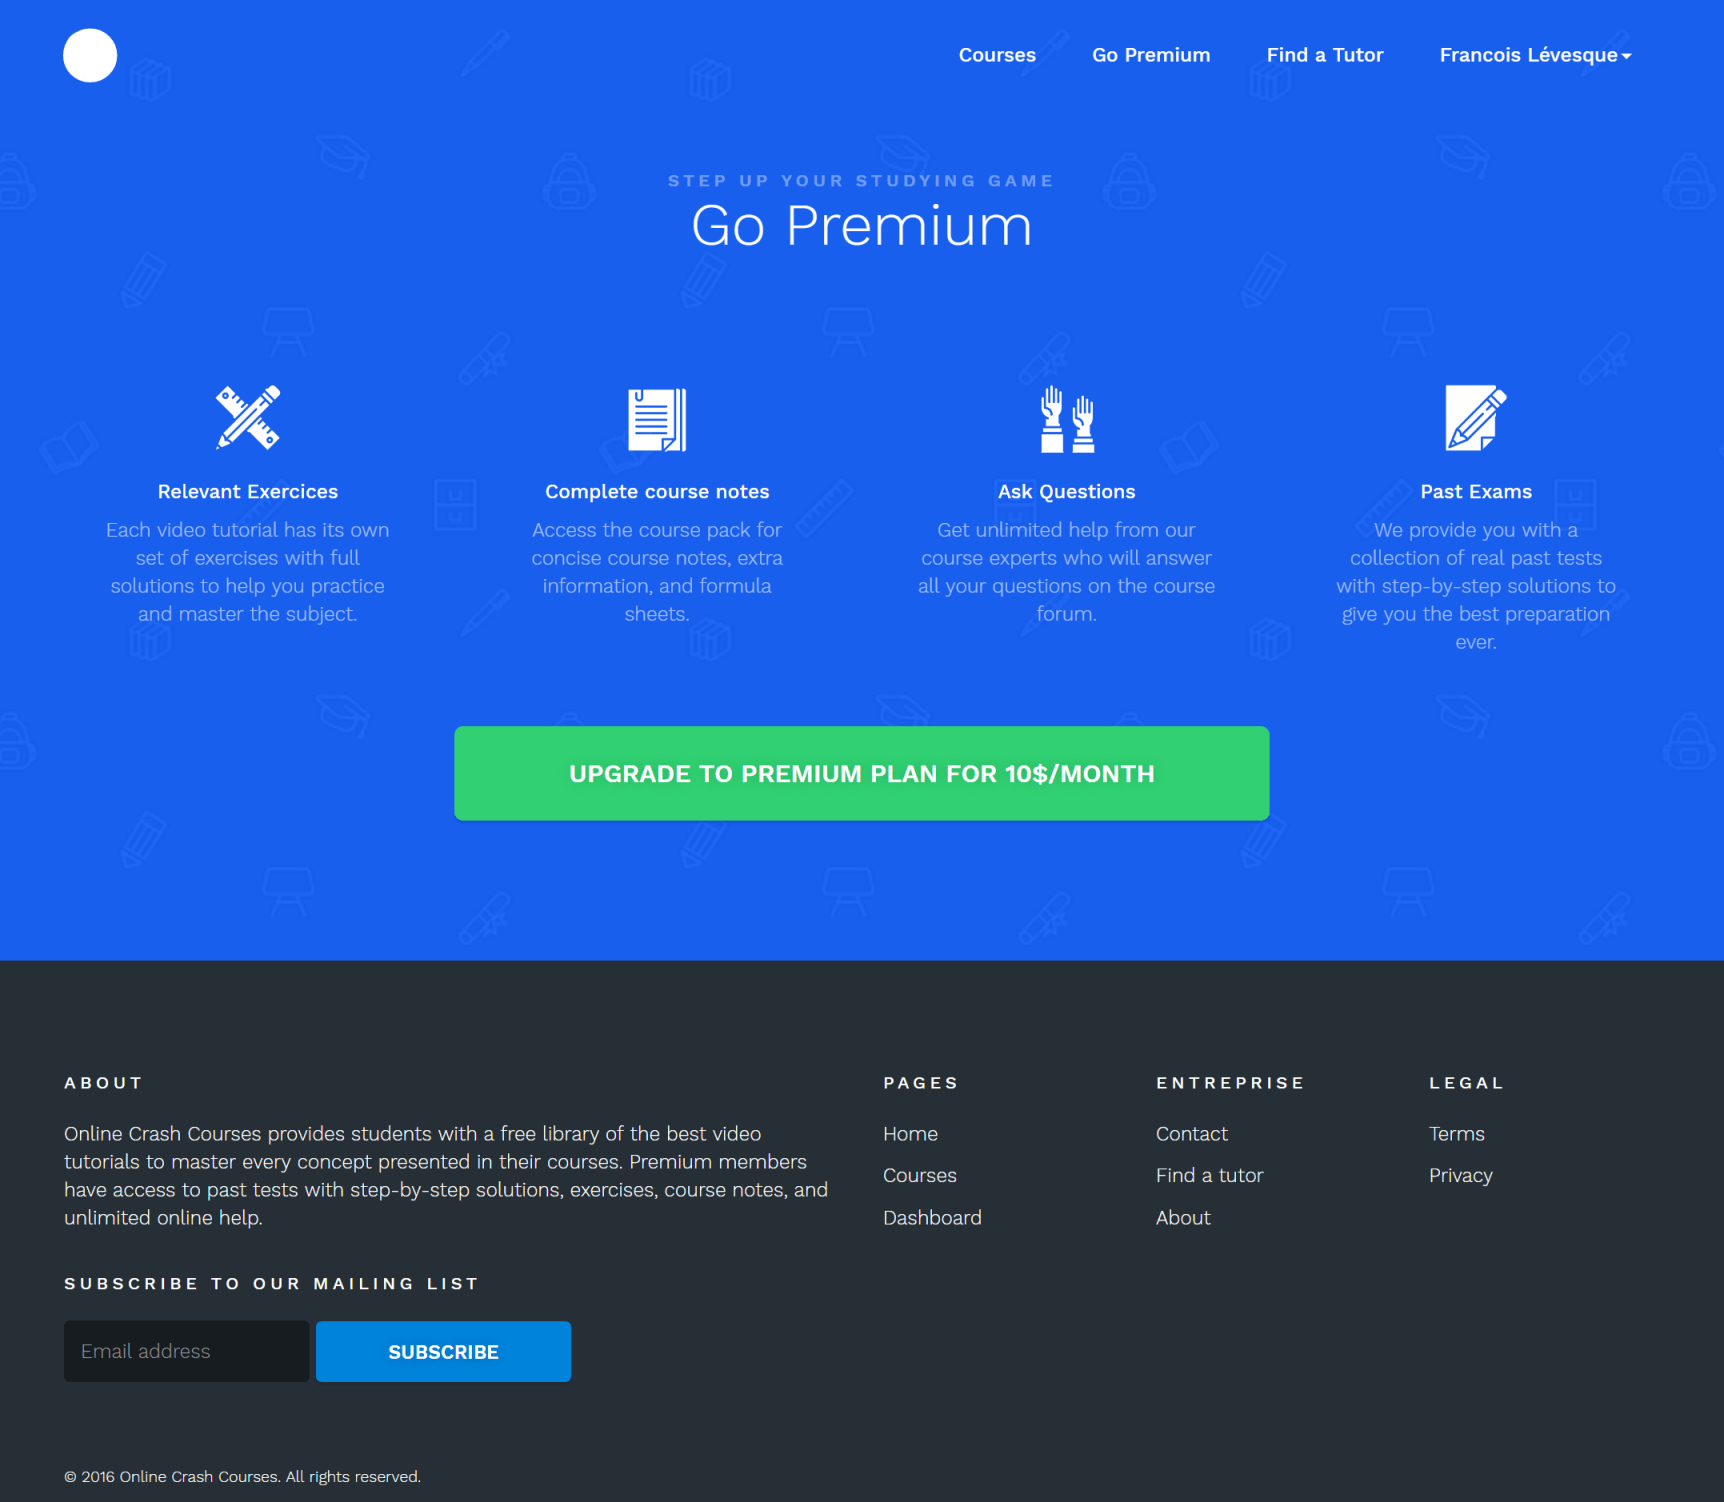 Courses Go Premium Find a Tutor Francois Lévesque
STEP UP YOUR STUDYING GAME
Go Premium
Relevant Exercices
Each video tutorial has its own
set of exercises with full
solutions to help you practice
and master the subject.
Complete course notes
Access the course pack for
concise course notes, extra
information, and formula
sheets.
Ask Questions
Get unlimited help from our
course experts who will answer
all your questions on the course
forum.
Past Exams
We provide you with a
collection of real past tests
with step-by-step solutions to
give you the best preparation
ever.
UPGRADE TO PREMIUM PLAN FOR 10$/MONTH
ABOUT
Online Crash Courses provides students with a free library of the best video
tutorials to master every concept presented in their courses. Premium members
have access to past tests with step-by-step solutions, exercises, course notes, and
unlimited online help.
SUBSCRIBE TO OUR MAILING LIST
Email address
SUBSCRIBE
PAGES
Home
Courses
Dashboard
ENTREPRISE
Contact
Find a tutor
About
LEGAL
Terms
Privacy
© 2016 Online Crash Courses. All rights reserved.